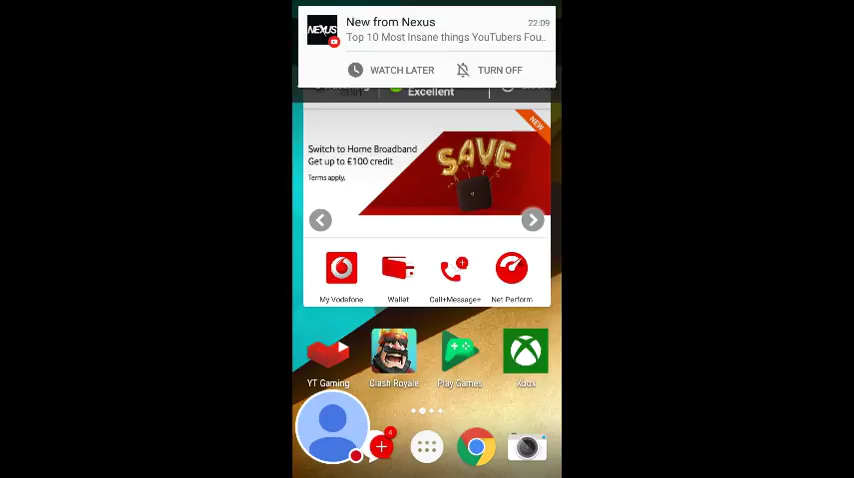 NEXUS
New from Nexus
22:09
Top 10 Most Insane things YouTubers Fou..
WATCH LATER
TURN OFF
Excellent
NEW
Switch to Home Broadband
Get up to £100 credit
Terms apply.
SAVE
My Vodafone
Wallet
Call+Message+
Net Perform
YT Gaming
Clash Royale
Play Games
Xbox
4